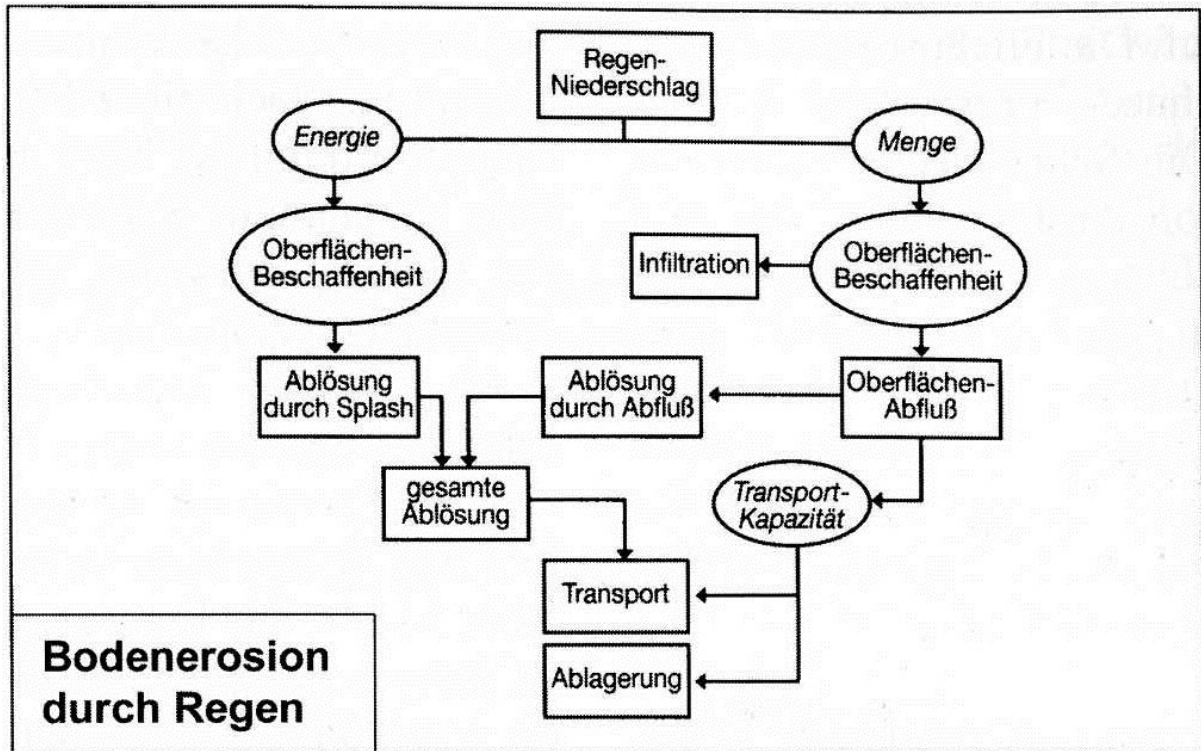 Regen-
Niederschlag
Energie
Menge
Oberflächen-
Beschaffenheit
Infiltration
Oberflächen-
Beschaffenheit
Ablösung
durch Splash
Ablösung
durch Abfluß
Oberflächen-
Abfluß
gesamte
Ablösung
Transport-
Kapazität
Transport
Ablagerung
Bodenerosion
durch Regen